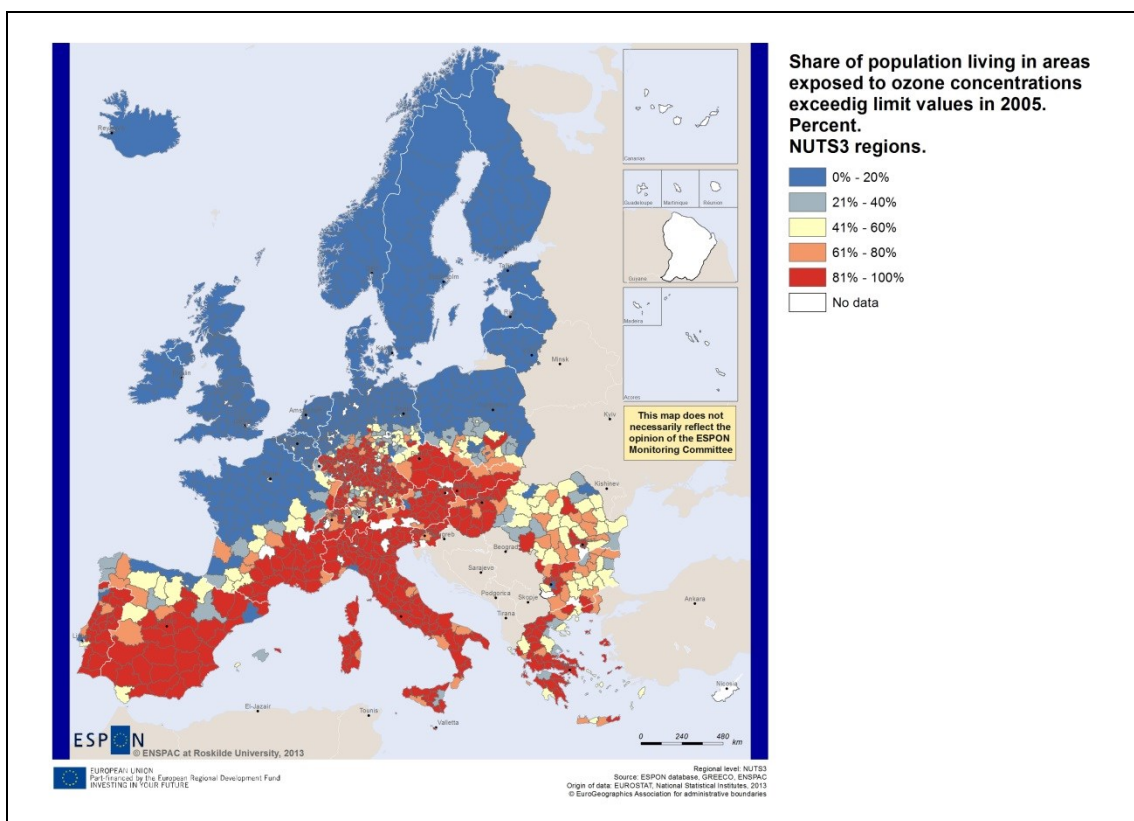 Share of population living in areas
exposed to ozone concentrations
exceedig limit values in 2005.
Percent.
NUTS3 regions.
0% - 20%
21% - 40%
41% - 60%
61% - 80%
81% - 100%
No data
Canarias
Guadeloupe
Martinique
Réunion
Guyane
Madeira
Acores
This map does not
necessarily reflect the
opinion of the ESPON
Monitoring Committee
Minsk
Kyiv
Kishinev
Beograd
Sarajevo
Podgorica
Skopje
Tirana
Ankara
Nicosia
El-Jazair
Tounis
Valletta
0 240 480
km
ESPON
© ENSPAC at Roskilde University, 2013
EUROPEAN UNION
Part-financed by the European Regional Development Fund
INVESTING IN YOUR FUTURE
Regional level: NUTS3
Source: ESPON database, GREECO, ENSPAC
Origin of data: EUROSTAT, National Statistical Institutes, 2013
© EuroGeographics Association for administrative boundaries